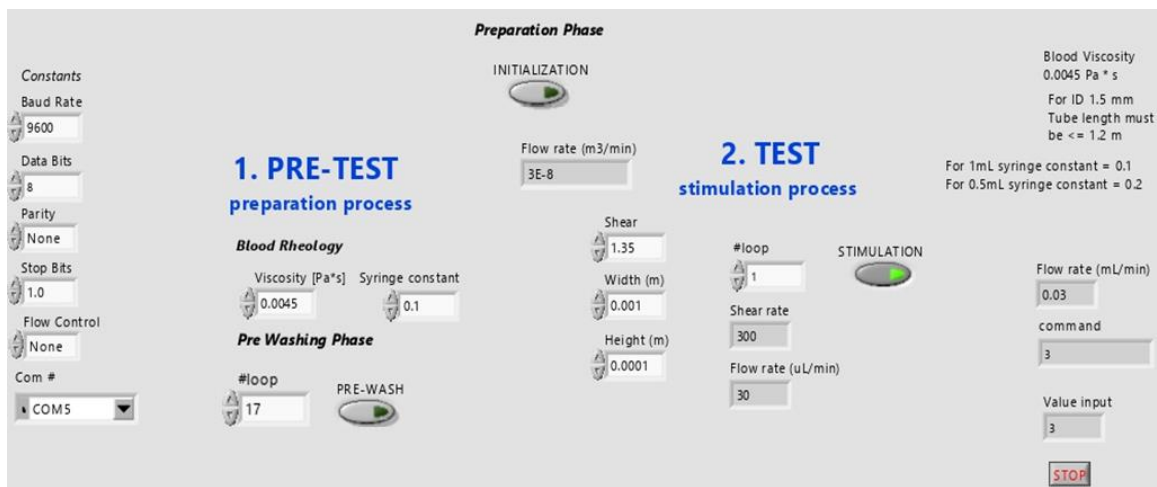 Preparation Phase
INITIALIZATION
Constants
Baud Rate
9600
Data Bits
8
Parity
None
Stop Bits
1.0
Flow Control
None
Com #
COM5
1. PRE-TEST
preparation process
Blood Rheology
Viscosity [Pa*s]
0.0045
Syringe constant
0.1
Pre Washing Phase
#loop
17
PRE-WASH
Flow rate (m3/min)
3E-8
2. TEST
stimulation process
Shear
1.35
Width (m)
0.001
Height (m)
0.0001
#loop
1
STIMULATION
Shear rate
300
Flow rate (uL/min)
30
Blood Viscosity
0.0045 Pa * s
For ID 1.5 mm
Tube length must
be <= 1.2 m
For 1mL syringe constant = 0.1
For 0.5mL syringe constant = 0.2
Flow rate (mL/min)
0.03
command
3
Value input
3
STOP